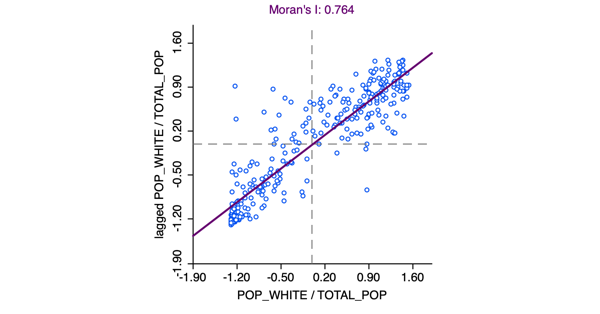 Moran's I: 0.764
lagged POP_WHITE / TOTAL_POP
1.60
0.90
0.20
-0.50
-1.20
-1.90
-1.90 -1.20 -0.50 0.20 0.90 1.60
POP_WHITE / TOTAL_POP